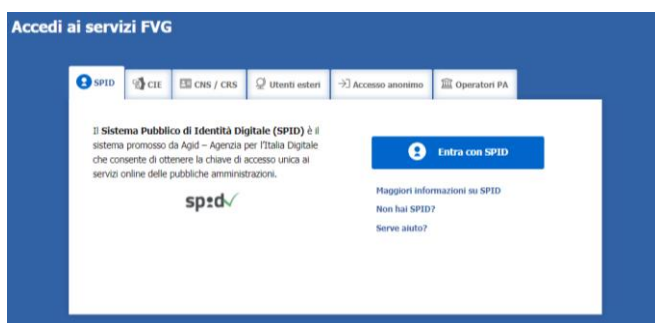 Accedi ai servizi FVG
SPID
CIE
CNS / CRS
Utenti esteri
Accesso anonimo
Operatori PA
Il Sistema Pubblico di Identità Digitale (SPID) è il
sistema promosso da Agid – Agenzia per l'Italia Digitale
che consente di ottenere la chiave di accesso unica ai
servizi online delle pubbliche amministrazioni.
sp:d
Entra con SPID
Maggiori informazioni su SPID
Non hai SPID?
Serve aiuto?